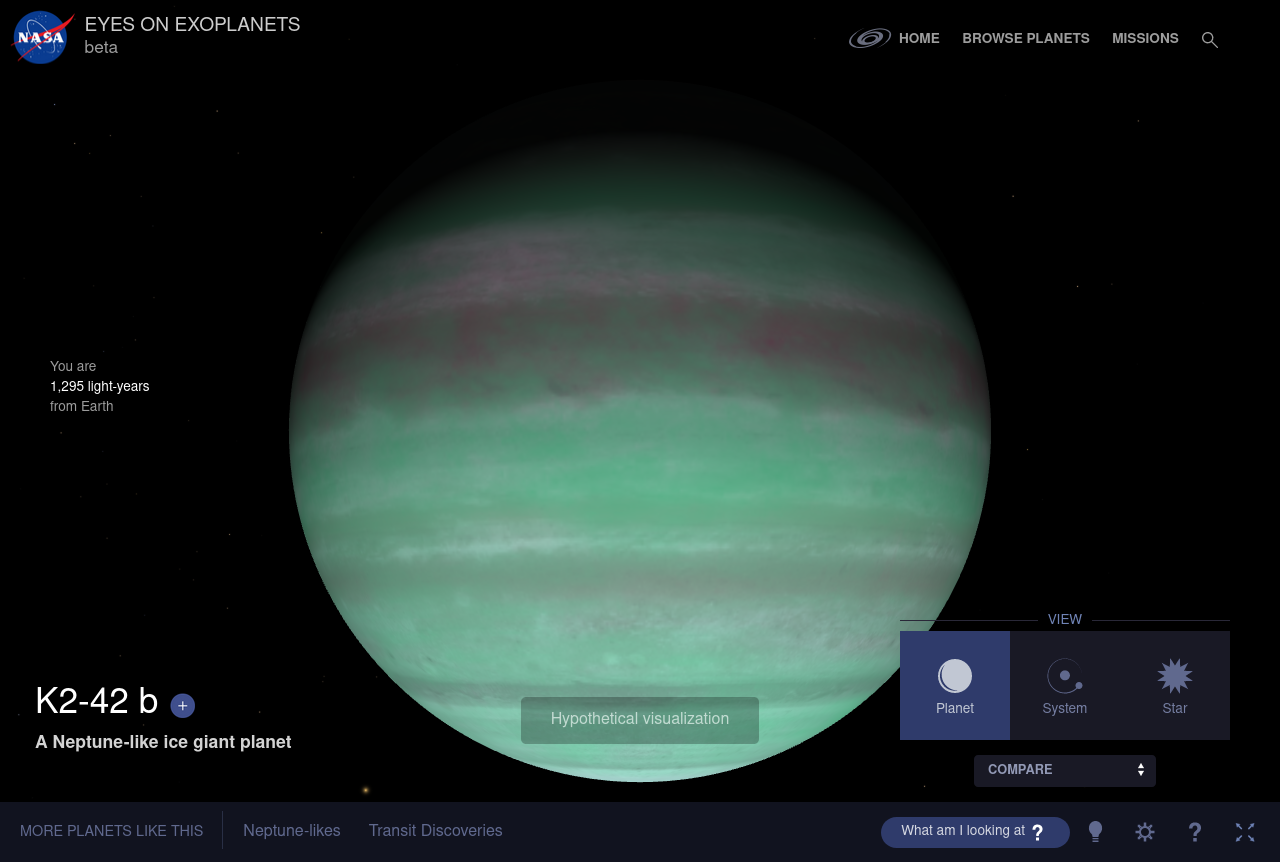 NASA
EYES ON EXOPLANETS
beta
HOME
BROWSE PLANETS
MISSIONS
You are
1,295 light-years
from Earth
K2-42 b +
A Neptune-like ice giant planet
Hypothetical visualization
VIEW
Planet
System
Star
COMPARE
MORE PLANETS LIKE THIS
Neptune-likes
Transit Discoveries
What am I looking at ?
?